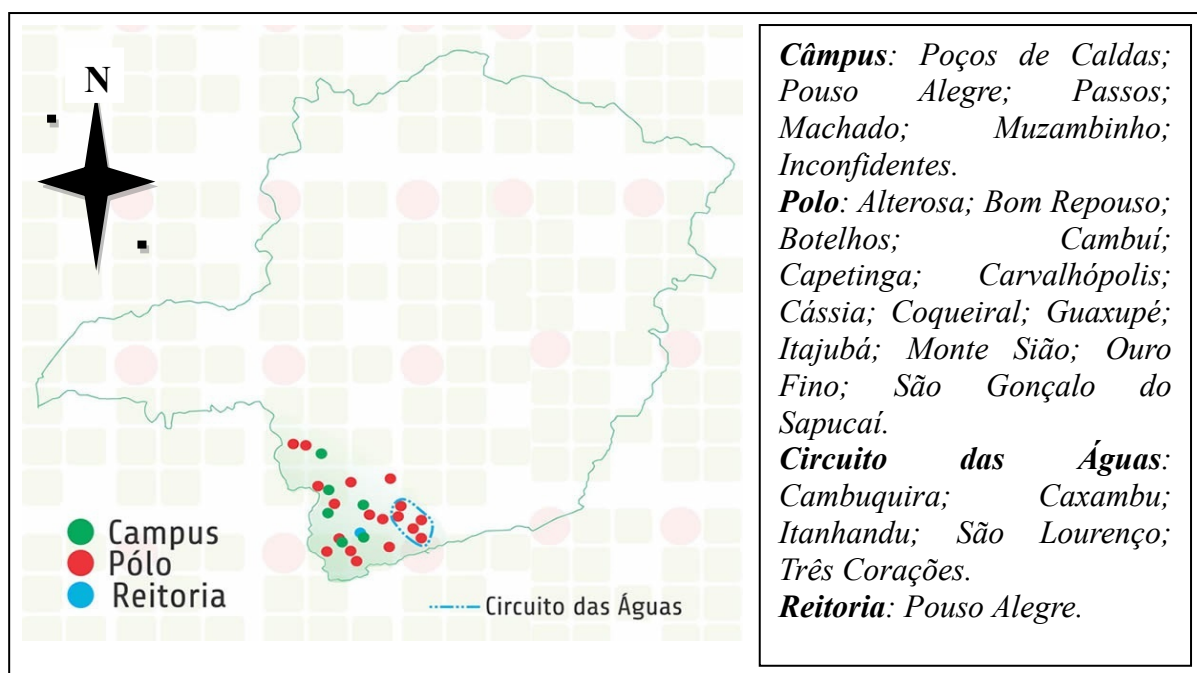 N
Campus
Pólo
Reitoria
Circuito das Águas
Câmpus: Poços de Caldas;
Pouso Alegre; Passos;
Machado; Muzambinho;
Inconfidentes.
Polo: Alterosa; Bom Repouso;
Botelhos; Cambuí;
Capetinga; Carvalhópolis;
Cássia; Coqueiral; Guaxupé;
Itajubá; Monte Sião; Ouro
Fino; São Gonçalo do
Sapucaí.
Circuito das Águas:
Cambuquira; Caxambu;
Itanhandu; São Lourenço;
Três Corações.
Reitoria: Pouso Alegre.